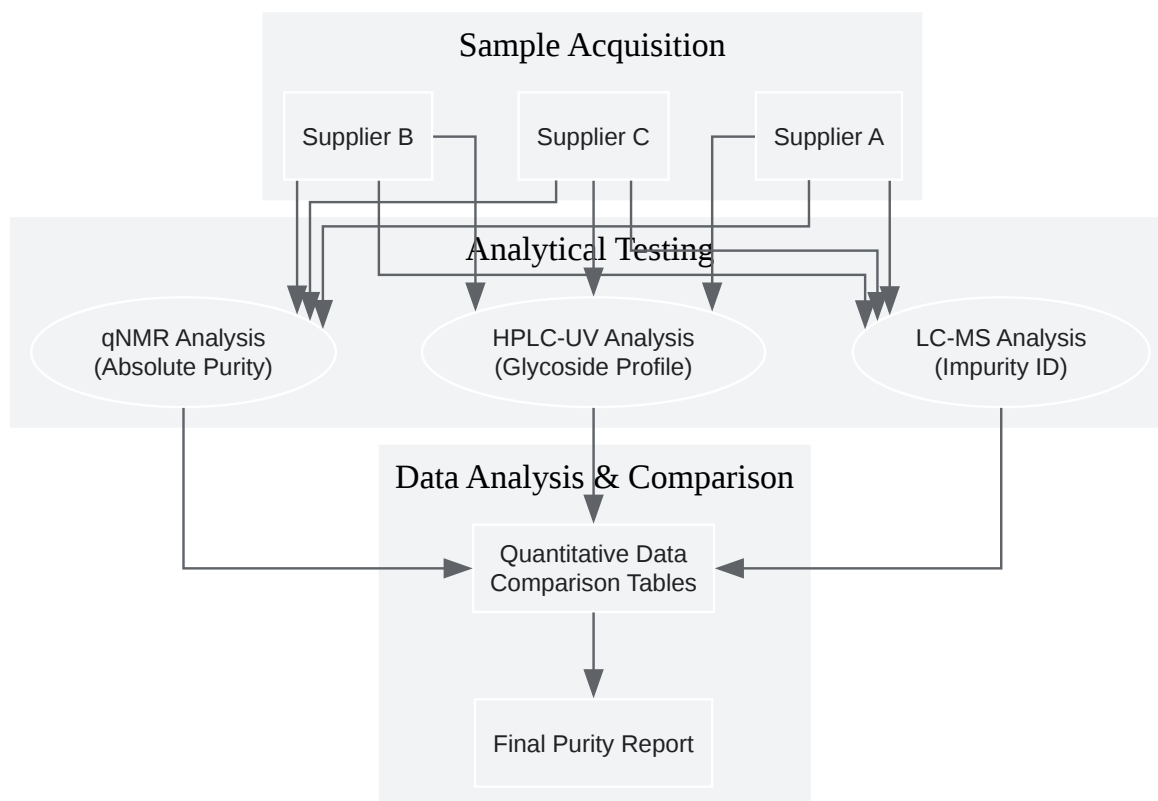 Sample Acquisition
Supplier B
Supplier C
Supplier A
Analytical Testing
qNMR Analysis
(Absolute Purity)
HPLC-UV Analysis
(Glycoside Profile)
LC-MS Analysis
(Impurity ID)
Data Analysis & Comparison
Quantitative Data
Comparison Tables
Final Purity Report